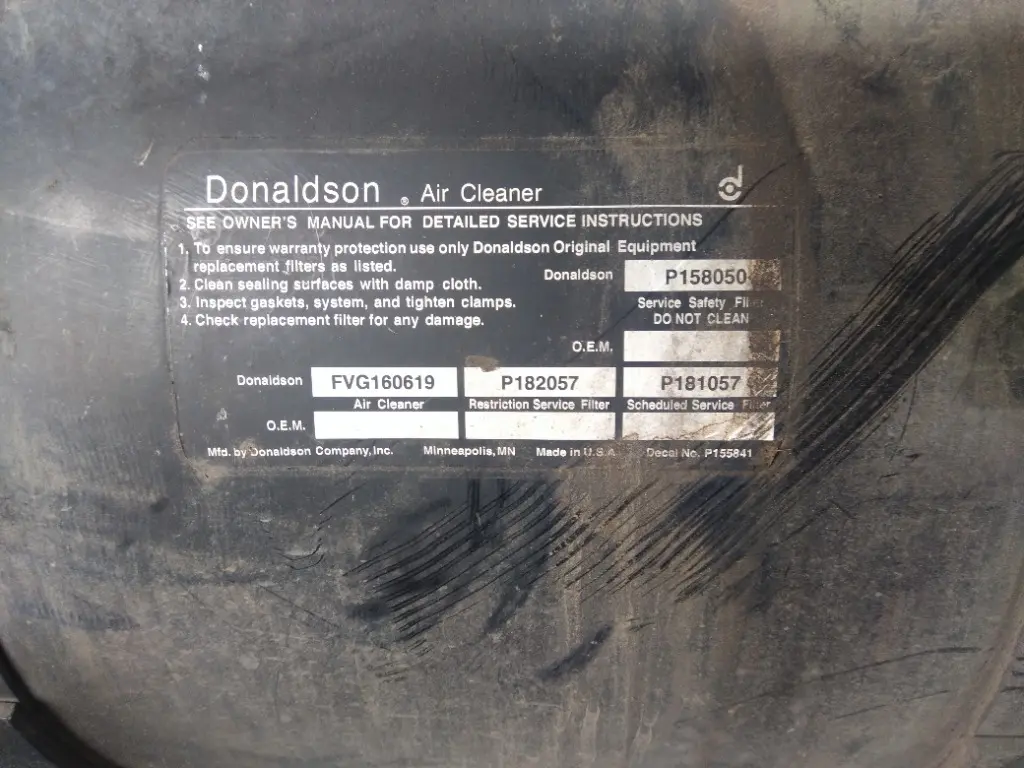 Donaldson ® Air Cleaner
SEE OWNER'S MANUAL FOR DETAILED SERVICE INSTRUCTIONS
1. To ensure warranty protection use only Donaldson Original Equipment
replacement filters as listed.
2. Clean sealing surfaces with damp cloth.
3. Inspect gaskets, system, and tighten clamps.
4. Check replacement filter for any damage.
Donaldson P158050
Service Safety Filter
DO NOT CLEAN
O.E.M.
Donaldson FVG160619 P182057 P181057
Air Cleaner Restriction Service Filter Scheduled Service Filter
O.E.M.
Mfd. by Donaldson Company, Inc. Minneapolis, MN Made in U.S.A. Decal No. P155841